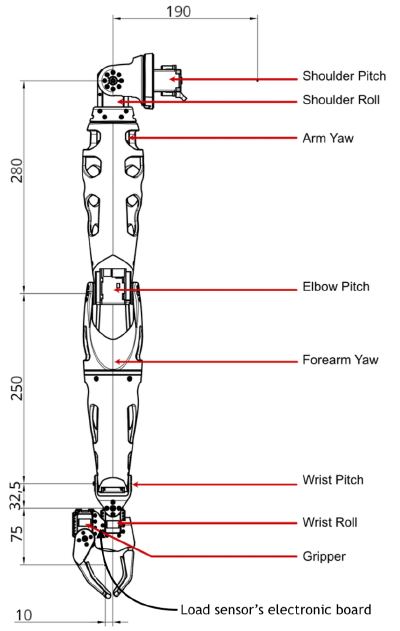 190
Shoulder Pitch
Shoulder Roll
Arm Yaw
280
Elbow Pitch
Forearm Yaw
250
Wrist Pitch
32,5
Wrist Roll
75
Gripper
10
Load sensor's electronic board